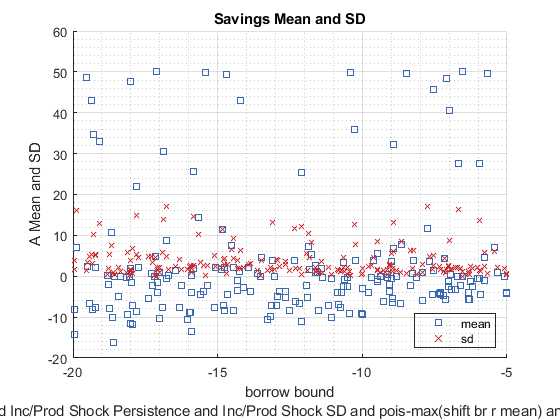 Savings Mean and SD
A Mean and SD
60
50
40
30
20
10
0
-10
-20
-20
-15
-10
-5
mean
sd
borrow bound
d Inc/Prod Shock Persistence and Inc/Prod Shock SD and pois-max(shift br r mean) an